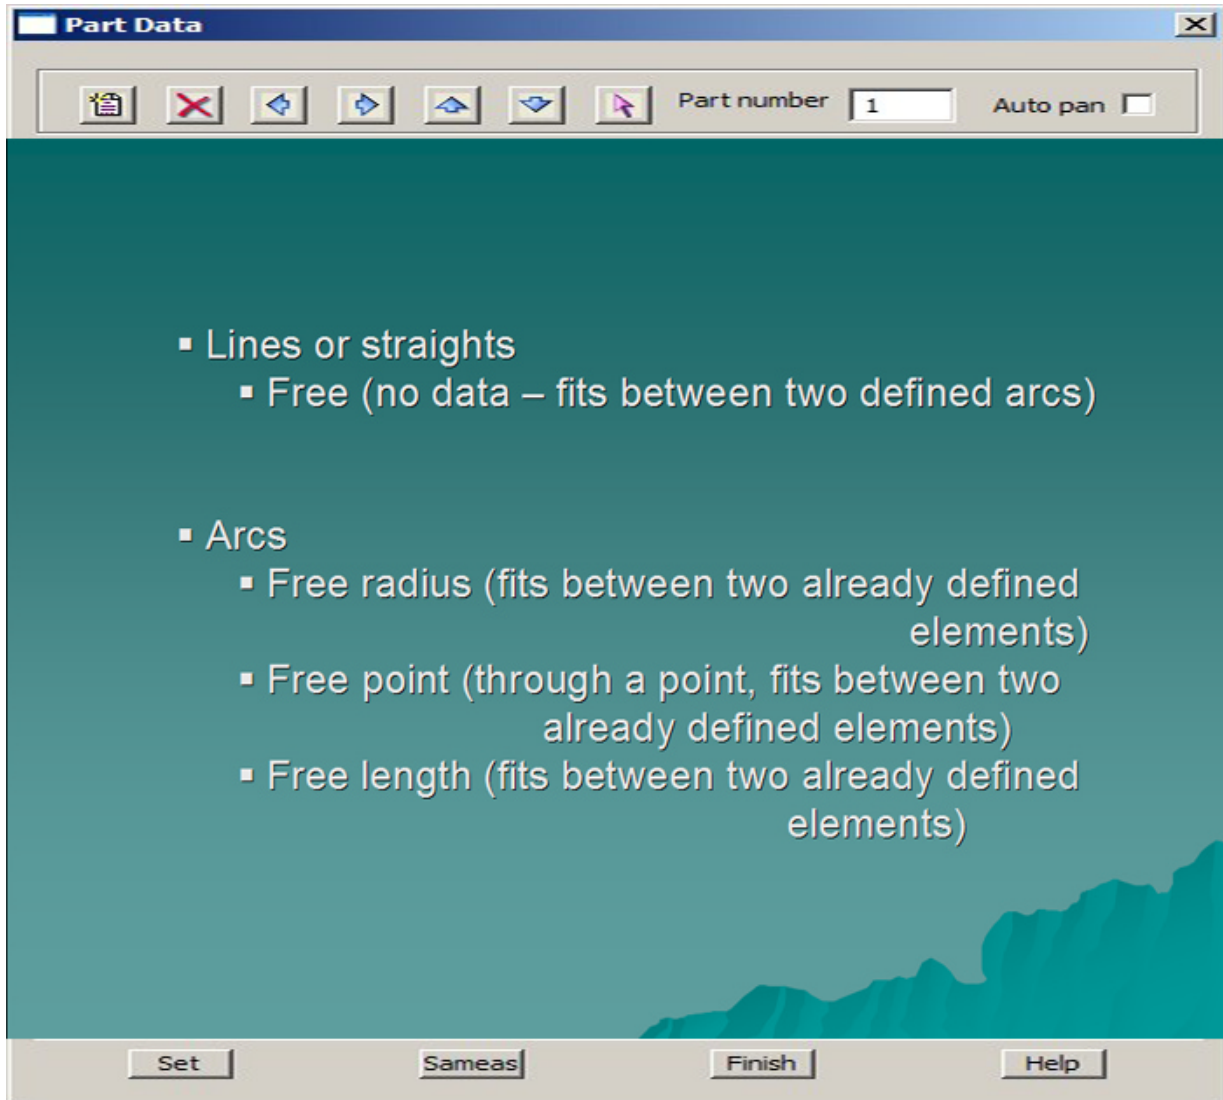 Part Data
Part number 1 Auto pan
▪ Lines or straights
▪ Free (no data – fits between two defined arcs)
▪ Arcs
▪ Free radius (fits between two already defined
elements)
▪ Free point (through a point, fits between two
already defined elements)
▪ Free length (fits between two already defined
elements)
Set Sameas Finish Help